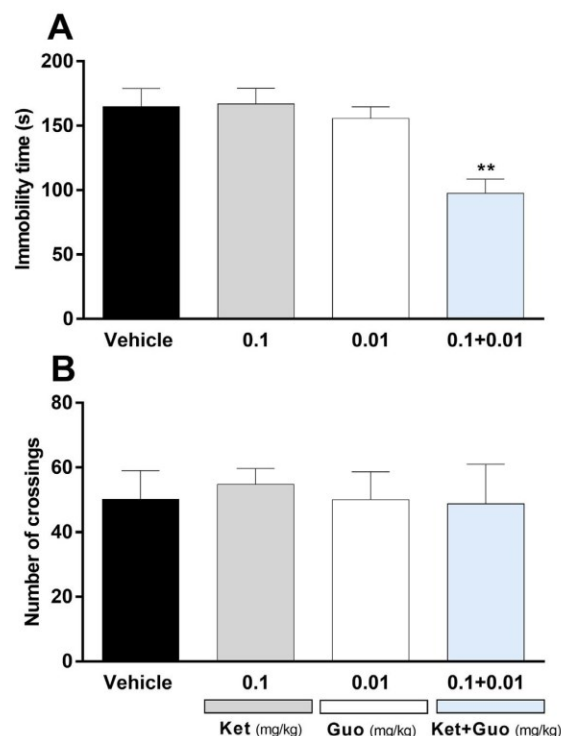 A
Immobility time (s)
200
150
100
50
0
**
Vehicle 0.1 0.01 0.1+0.01
B
Number of crossings
80
60
40
20
0
Vehicle 0.1 0.01 0.1+0.01
Ket (mg/kg) Guo (mg/kg) Ket+Guo (mg/kg)